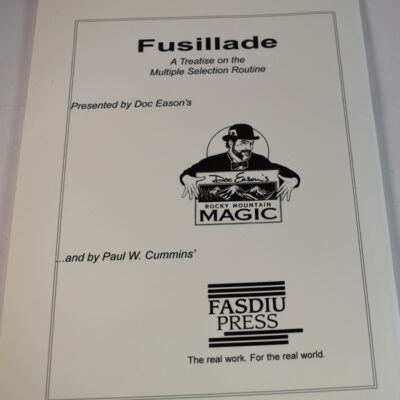 Fusillade
A Treatise on the
Multiple Selection Routine
Presented by Doc Eason's
Doc Eason's
ROCKY MOUNTAIN
MAGIC
...and by Paul W. Cummins'
FASDIU
PRESS
The real work. For the real world.